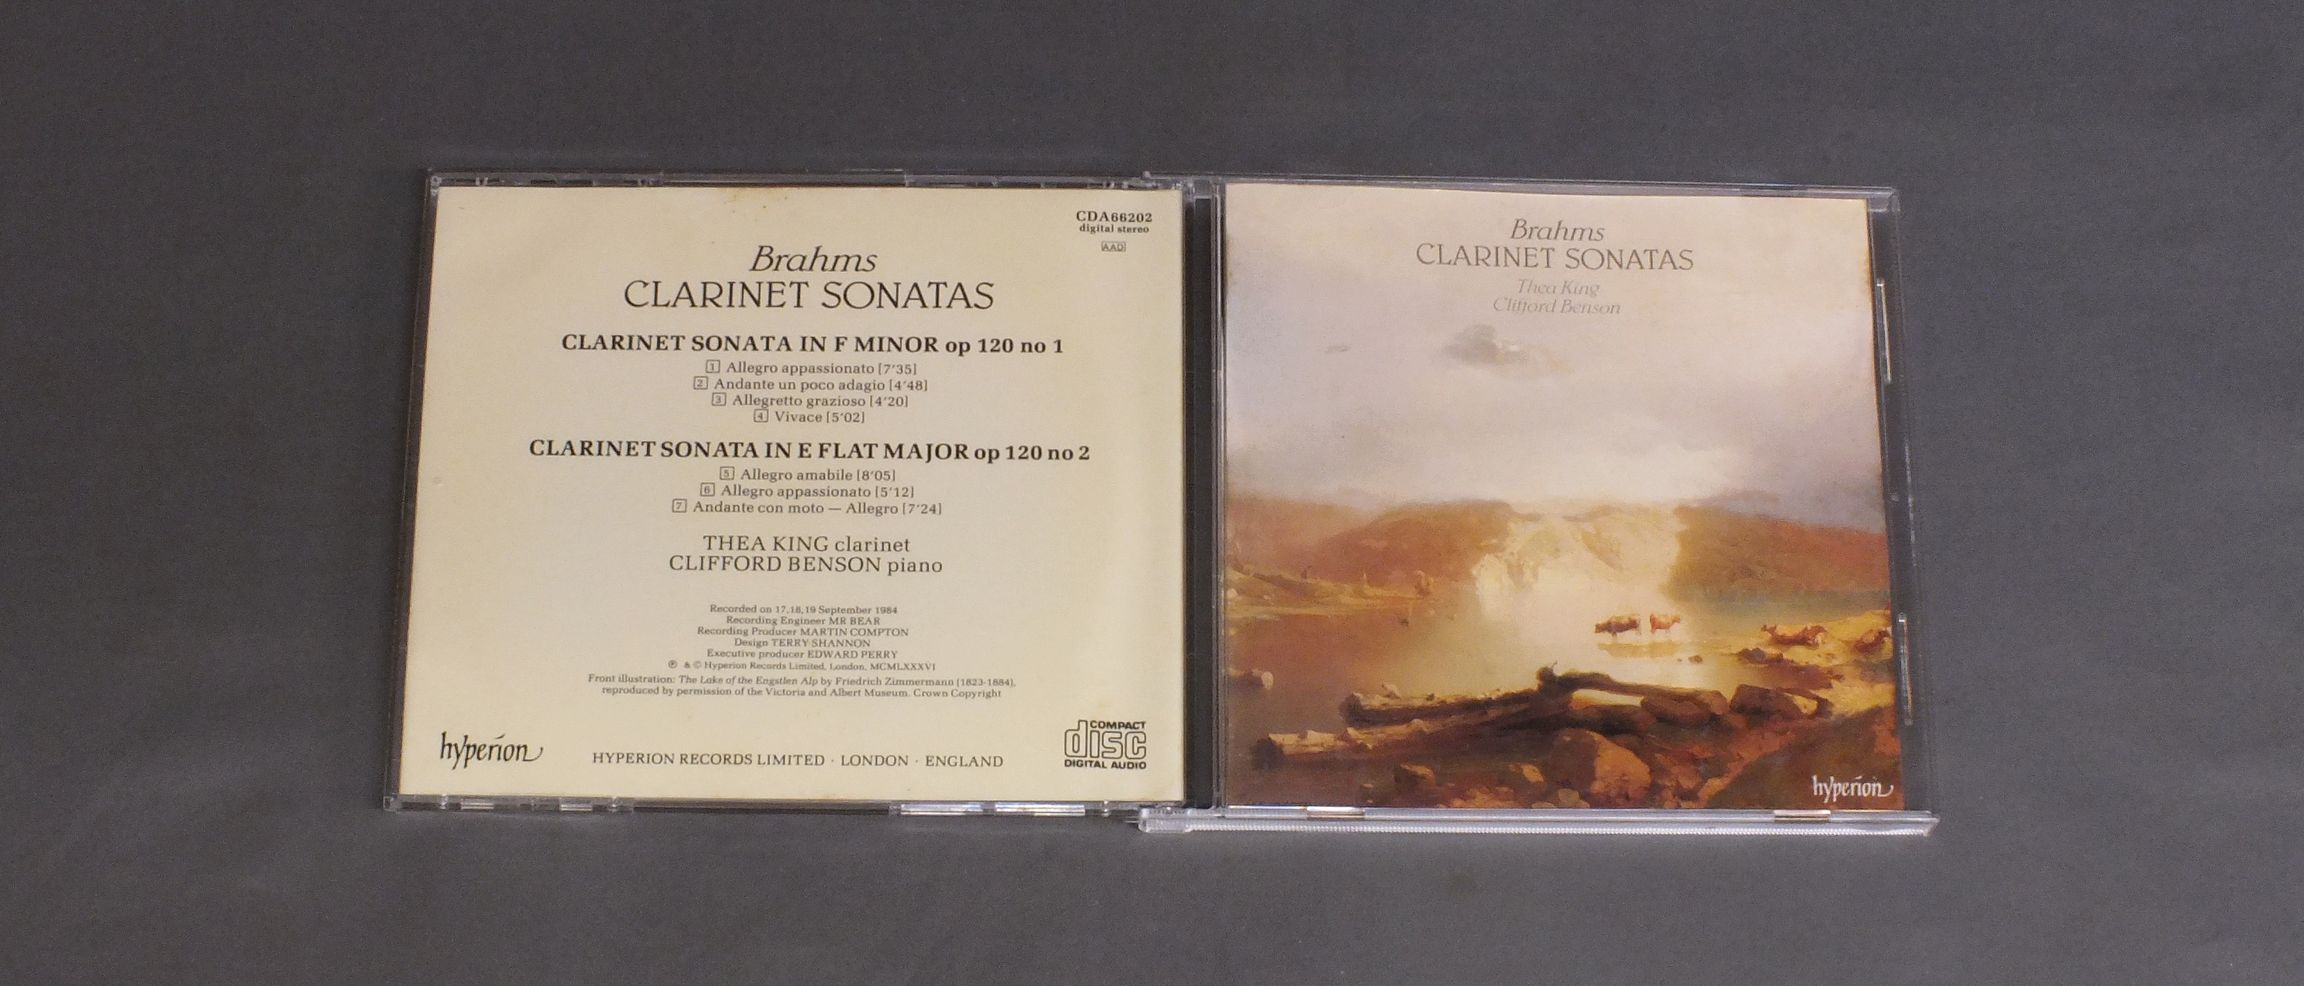 CDA66202
digital stereo
AAD
Brahms
CLARINET SONATAS
CLARINET SONATA IN F MINOR op 120 no 1
1 Allegro appassionato [7'35]
2 Andante un poco adagio [4'48]
3 Allegretto grazioso [4'20]
4 Vivace [5'02]
CLARINET SONATA IN E FLAT MAJOR op 120 no 2
5 Allegro amabile [8'05]
6 Allegro appassionato [5'12]
7 Andante con moto — Allegro [7'24]
THEA KING clarinet
CLIFFORD BENSON piano
Recorded on 17,18,19 September 1984
Recording Engineer MR BEAR
Recording Producer MARTIN COMPTON
Design TERRY SHANNON
Executive producer EDWARD PERRY
℗ & © Hyperion Records Limited, London, MCMLXXXVI
Front illustration: The Lake of the Engstlen Alp by Friedrich Zimmermann (1823-1884),
reproduced by permission of the Victoria and Albert Museum. Crown Copyright
hyperion
HYPERION RECORDS LIMITED · LONDON · ENGLAND
COMPACT
disc
DIGITAL AUDIO
Brahms
CLARINET SONATAS
Thea King
Clifford Benson
hyperion